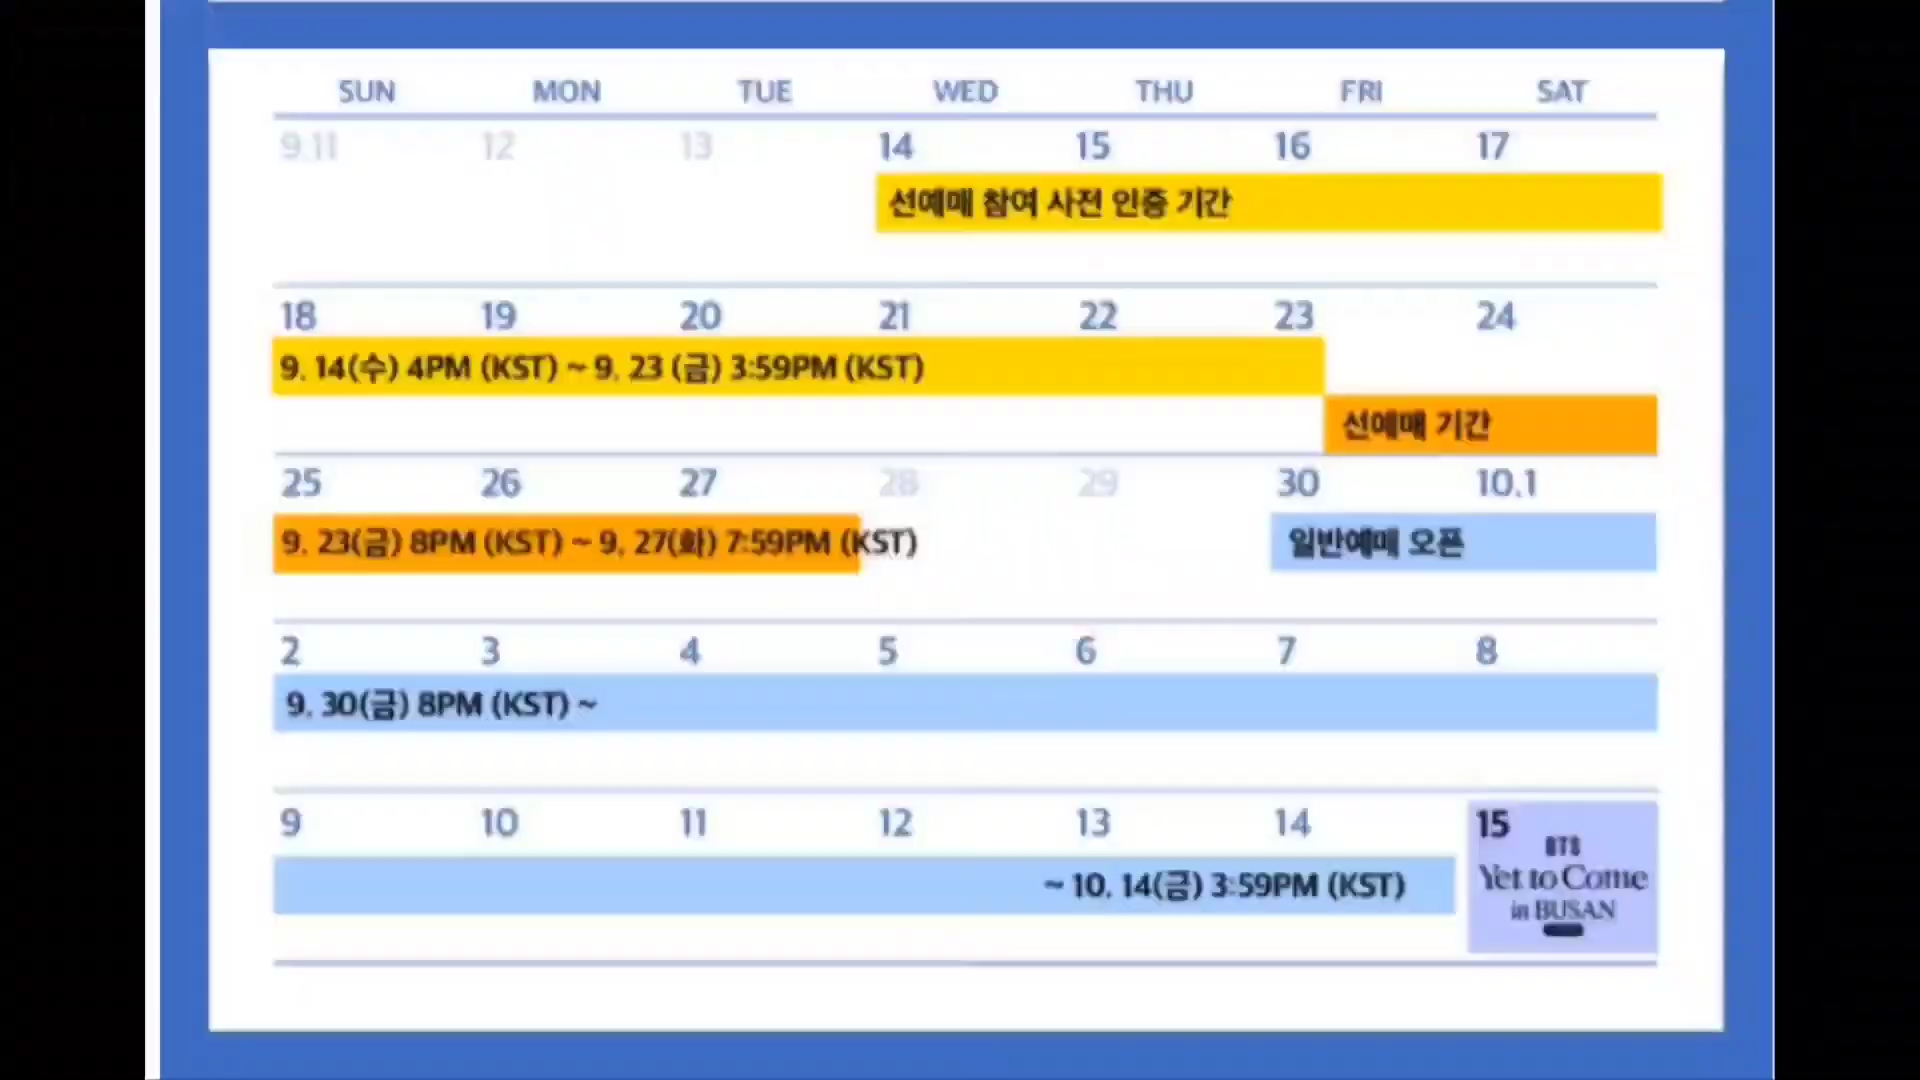 SUN MON TUE WED THU FRI SAT
9.11 12 13 14 15 16 17
선예매 참여 사전 인증 기간
18 19 20 21 22 23 24
9. 14(수) 4PM (KST) ~ 9. 23 (금) 3:59PM (KST)
선예매 기간
25 26 27 28 29 30 10.1
9. 23(금) 8PM (KST) ~ 9. 27(화) 7:59PM (KST)
일반예매 오픈
2 3 4 5 6 7 8
9. 30(금) 8PM (KST) ~
9 10 11 12 13 14 15
BTS
Yet to Come
in BUSAN
~ 10. 14(금) 3:59PM (KST)